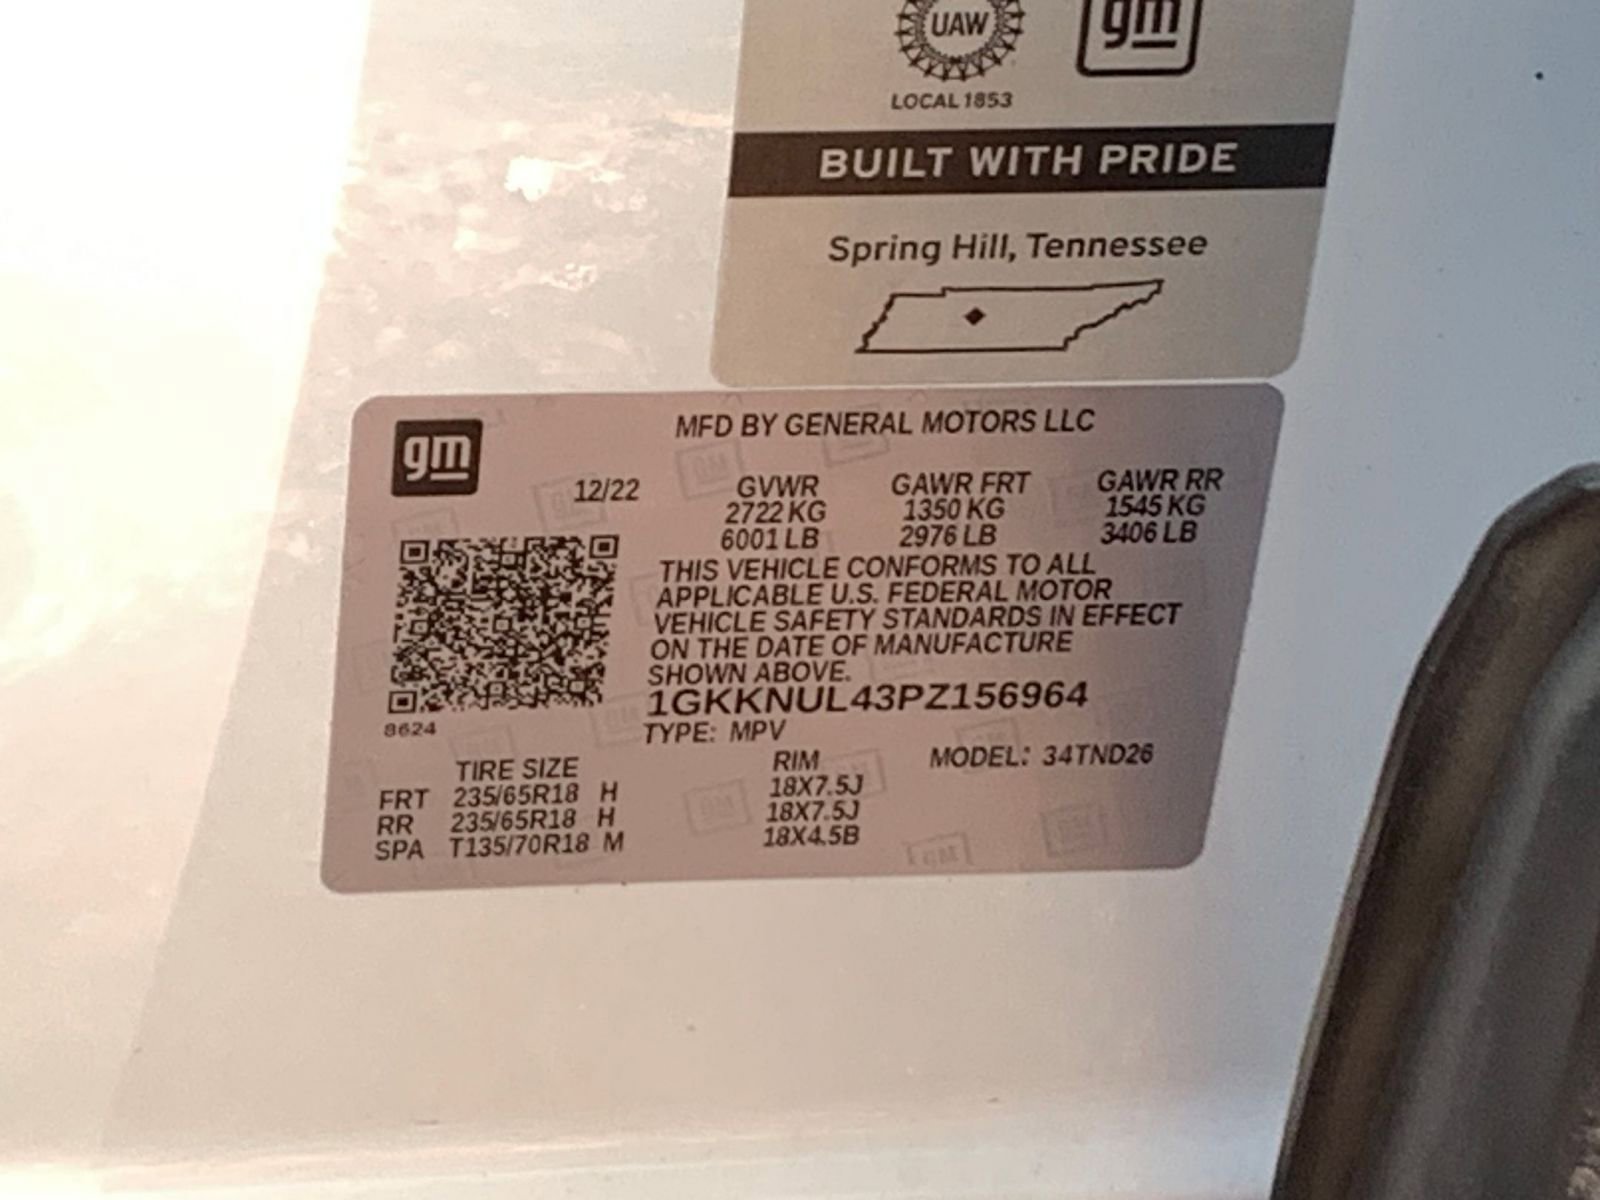 UAW
gm
LOCAL 1853
BUILT WITH PRIDE
Spring Hill, Tennessee
gm
MFD BY GENERAL MOTORS LLC
12/22
GVWR GAWR FRT GAWR RR
2722 KG 1350 KG 1545 KG
6001 LB 2976 LB 3406 LB
THIS VEHICLE CONFORMS TO ALL
APPLICABLE U.S. FEDERAL MOTOR
VEHICLE SAFETY STANDARDS IN EFFECT
ON THE DATE OF MANUFACTURE
SHOWN ABOVE.
1GKKNUL43PZ156964
8624
TYPE: MPV
TIRE SIZE RIM MODEL: 34TND26
FRT 235/65R18 H 18X7.5J
RR 235/65R18 H 18X7.5J
SPA T135/70R18 M 18X4.5B